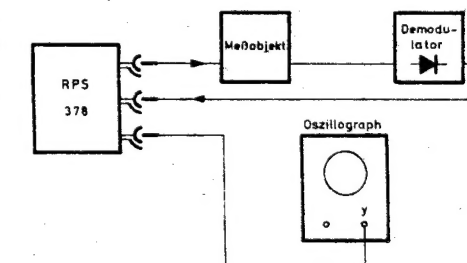 Meßobjekt
Demodu-
lator
RPS
378
Oszillograph
y